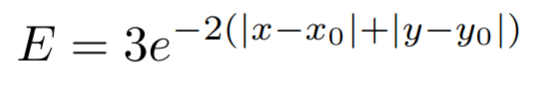 E = 3e^{-2(|x-x_0|+|y-y_0|)}